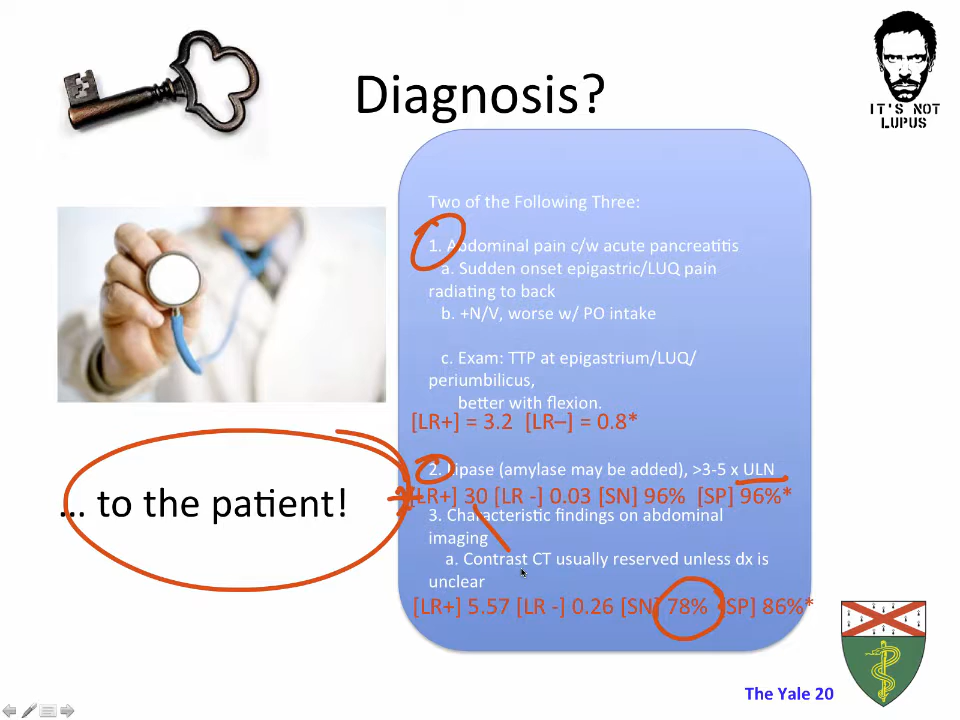 Diagnosis?
IT'S NOT
LUPUS
Two of the Following Three:
1. Abdominal pain c/w acute pancreatitis
a. Sudden onset epigastric/LUQ pain
radiating to back
b. +N/V, worse w/ PO intake
c. Exam: TTP at epigastrium/LUQ/
periumbilicus,
better with flexion.
[LR+] = 3.2 [LR–] = 0.8*
2. Lipase (amylase may be added), >3-5 x ULN
[LR+] 30 [LR -] 0.03 [SN] 96% [SP] 96%*
3. Characteristic findings on abdominal
imaging
a. Contrast CT usually reserved unless dx is
unclear
[LR+] 5.57 [LR -] 0.26 [SN] 78% [SP] 86%*
... to the patient!
The Yale 20